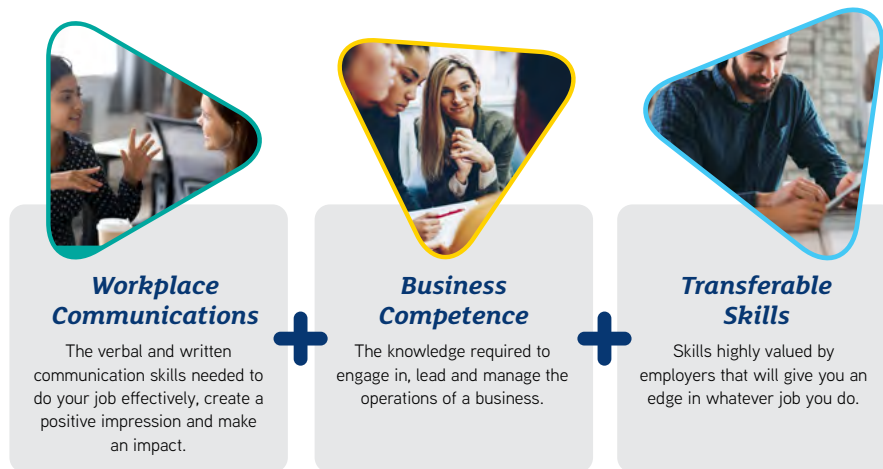 Workplace
Communications
The verbal and written
communication skills needed to
do your job effectively, create a
positive impression and make
an impact.
+
Business
Competence
The knowledge required to
engage in, lead and manage the
operations of a business.
+
Transferable
Skills
Skills highly valued by
employers that will give you an
edge in whatever job you do.